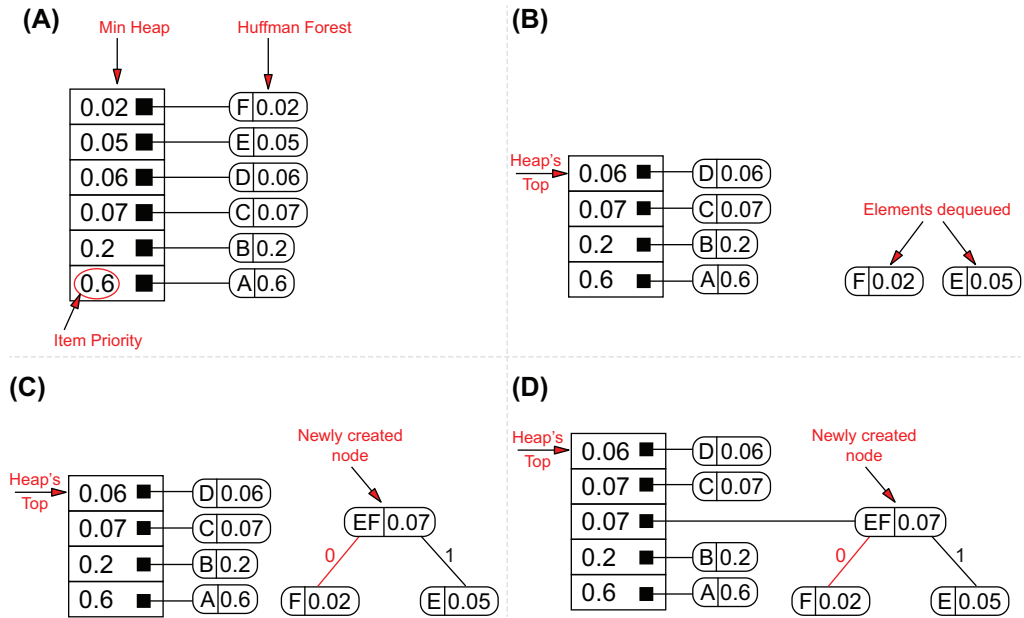 (A)
Min Heap
Huffman Forest
0.02
F 0.02
0.05
E 0.05
0.06
D 0.06
0.07
C 0.07
0.2
B 0.2
0.6
A 0.6
Item Priority
(B)
Heap's
Top
0.06
D 0.06
0.07
C 0.07
0.2
B 0.2
0.6
A 0.6
Elements dequeued
F 0.02
E 0.05
(C)
Heap's
Top
0.06
D 0.06
0.07
C 0.07
0.2
B 0.2
0.6
A 0.6
Newly created
node
EF 0.07
0
1
F 0.02
E 0.05
(D)
Heap's
Top
0.06
D 0.06
0.07
C 0.07
0.07
0.2
B 0.2
0.6
A 0.6
Newly created
node
EF 0.07
0
1
F 0.02
E 0.05